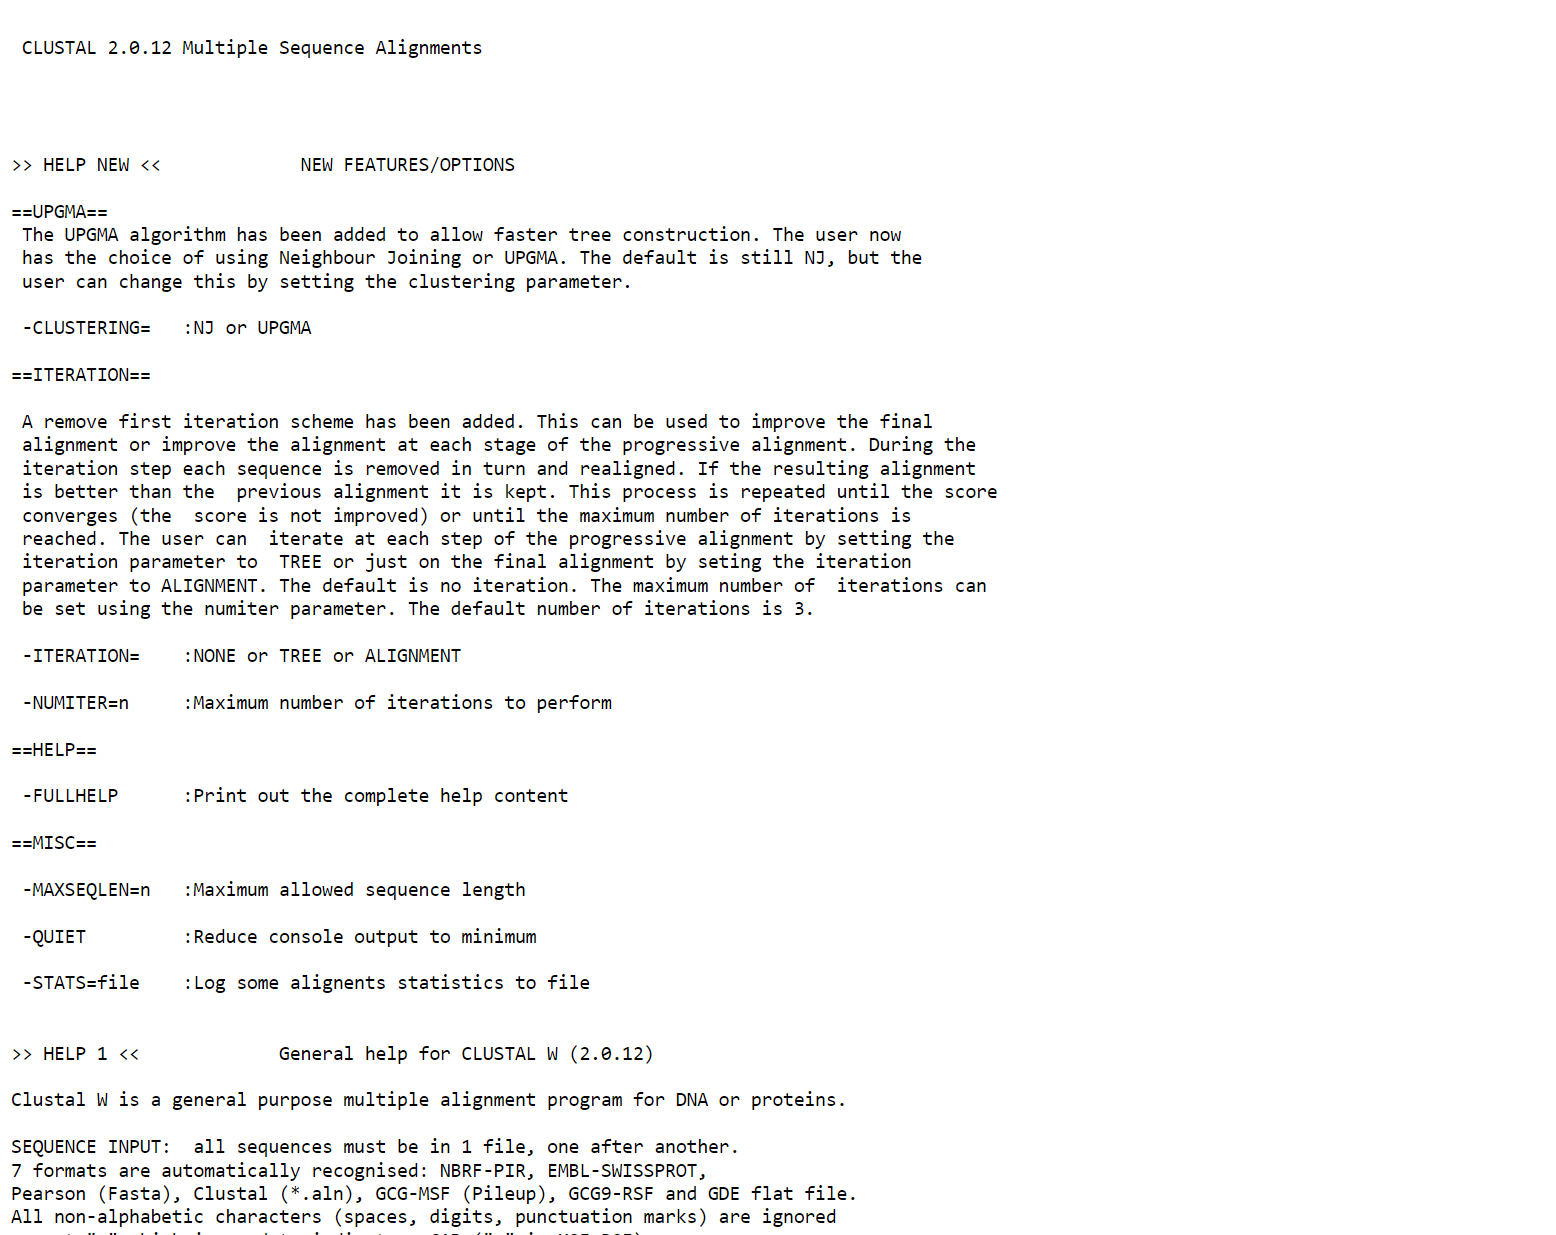 CLUSTAL 2.0.12 Multiple Sequence Alignments
>> HELP NEW <<             NEW FEATURES/OPTIONS
==UPGMA==
The UPGMA algorithm has been added to allow faster tree construction. The user now
has the choice of using Neighbour Joining or UPGMA. The default is still NJ, but the
user can change this by setting the clustering parameter.
-CLUSTERING=   :NJ or UPGMA
==ITERATION==
A remove first iteration scheme has been added. This can be used to improve the final
alignment or improve the alignment at each stage of the progressive alignment. During the
iteration step each sequence is removed in turn and realigned. If the resulting alignment
is better than the  previous alignment it is kept. This process is repeated until the score
converges (the  score is not improved) or until the maximum number of iterations is
reached. The user can  iterate at each step of the progressive alignment by setting the
iteration parameter to  TREE or just on the final alignment by seting the iteration
parameter to ALIGNMENT. The default is no iteration. The maximum number of  iterations can
be set using the numiter parameter. The default number of iterations is 3.
-ITERATION=    :NONE or TREE or ALIGNMENT
-NUMITER=n     :Maximum number of iterations to perform
==HELP==
-FULLHELP      :Print out the complete help content
==MISC==
-MAXSEQLEN=n   :Maximum allowed sequence length
-QUIET         :Reduce console output to minimum
-STATS=file    :Log some alignents statistics to file
>> HELP 1 <<             General help for CLUSTAL W (2.0.12)
Clustal W is a general purpose multiple alignment program for DNA or proteins.
SEQUENCE INPUT:  all sequences must be in 1 file, one after another.
7 formats are automatically recognised: NBRF-PIR, EMBL-SWISSPROT,
Pearson (Fasta), Clustal (*.aln), GCG-MSF (Pileup), GCG9-RSF and GDE flat file.
All non-alphabetic characters (spaces, digits, punctuation marks) are ignored